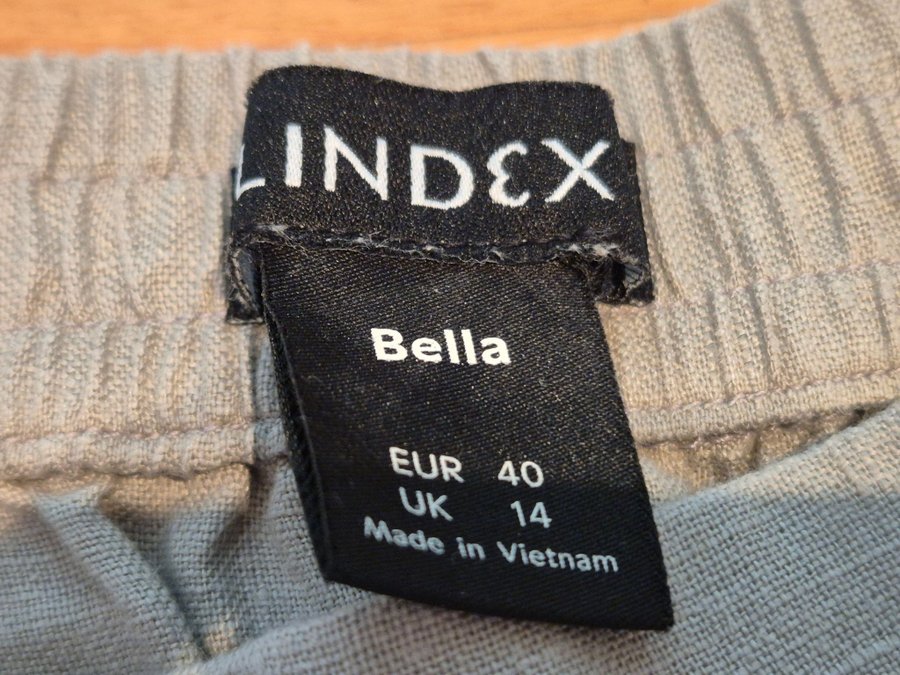 LINDEX
Bella
EUR 40
UK 14
Made in Vietnam